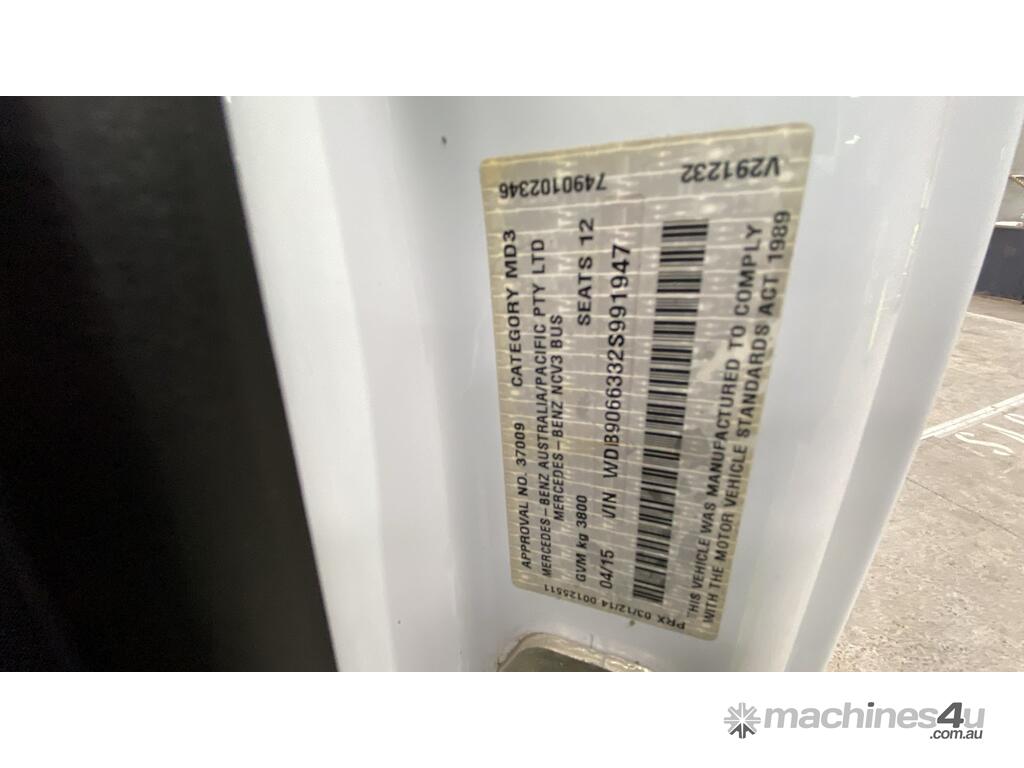 7490102346 V291232
APPROVAL NO. 37009 CATEGORY MD3
MERCEDES-BENZ AUSTRALIA/PACIFIC PTY LTD
MERCEDES-BENZ NCV3 BUS
GVM kg 3800 SEATS 12
04/15 VIN WDB9066332S991947
THIS VEHICLE WAS MANUFACTURED TO COMPLY
WITH THE MOTOR VEHICLE STANDARDS ACT 1989
PRX 03/12/14 00125511
machines4u
.com.au